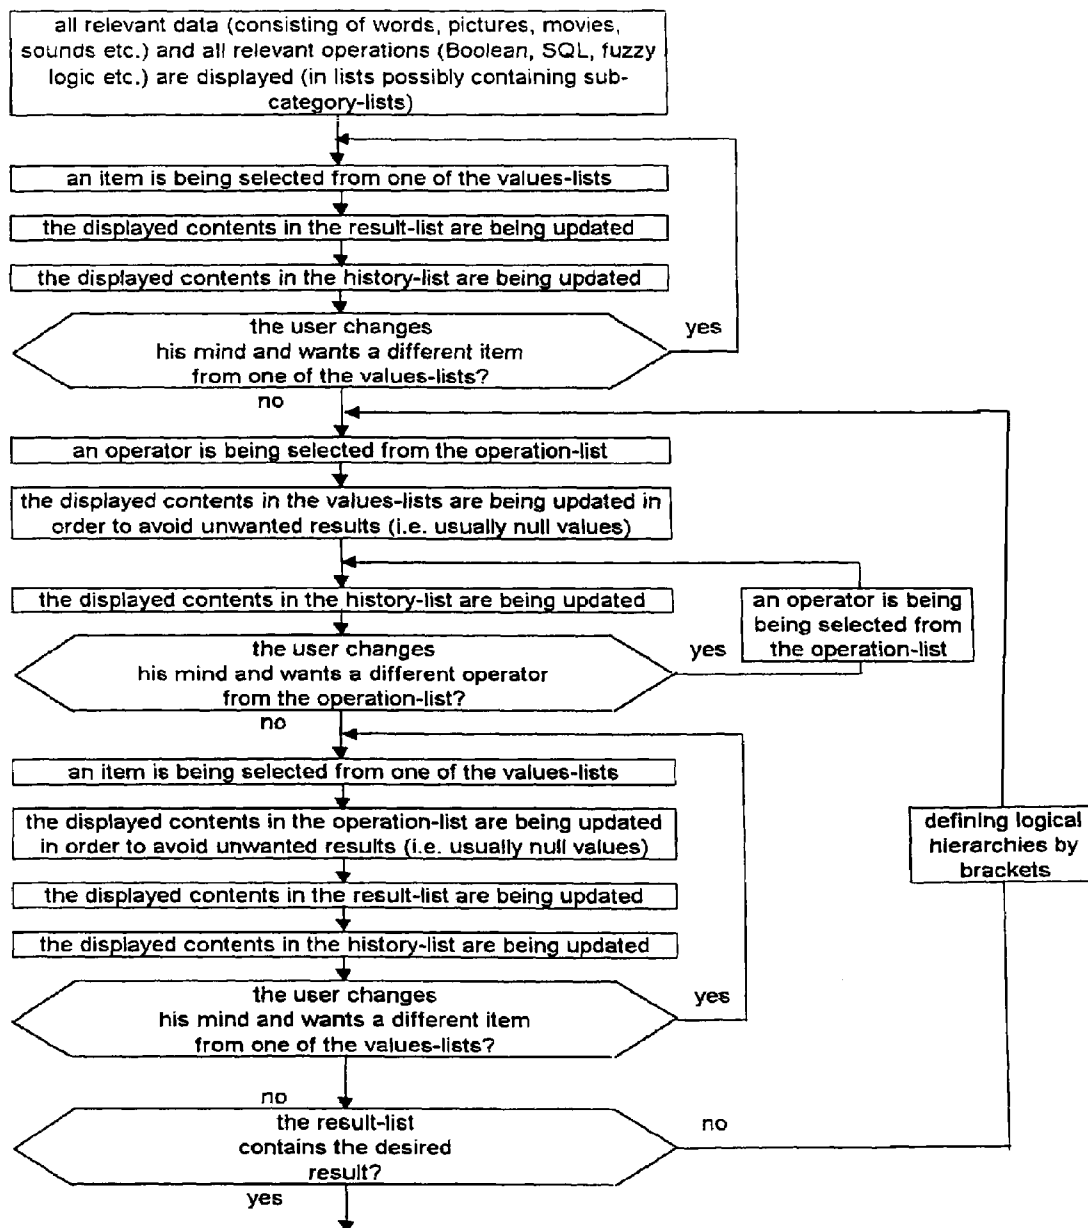 all relevant data (consisting of words, pictures, movies,
sounds etc.) and all relevant operations (Boolean, SQL, fuzzy
logic etc.) are displayed (in lists possibly containing sub-
category-lists)
an item is being selected from one of the values-lists
the displayed contents in the result-list are being updated
the displayed contents in the history-list are being updated
the user changes
his mind and wants a different item
from one of the values-lists?
yes
no
an operator is being selected from the operation-list
the displayed contents in the values-lists are being updated in
order to avoid unwanted results (i.e. usually null values)
the displayed contents in the history-list are being updated
an operator is being
being selected from
the operation-list
the user changes
his mind and wants a different operator
from the operation-list?
yes
no
an item is being selected from one of the values-lists
the displayed contents in the operation-list are being updated
in order to avoid unwanted results (i.e. usually null values)
defining logical
hierarchies by
brackets
the displayed contents in the result-list are being updated
the displayed contents in the history-list are being updated
the user changes
his mind and wants a different item
from one of the values-lists?
yes
no
the result-list
contains the desired
result?
no
yes